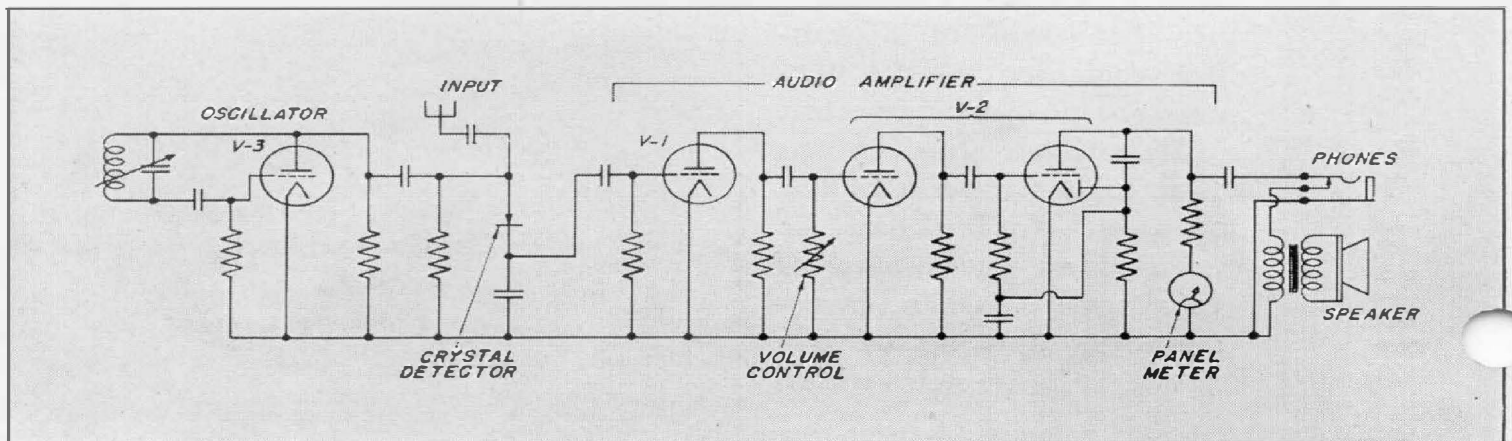 INPUT
AUDIO AMPLIFIER
OSCILLATOR
V-3
V-1
V-2
PHONES
SPEAKER
CRYSTAL
DETECTOR
VOLUME
CONTROL
PANEL
METER